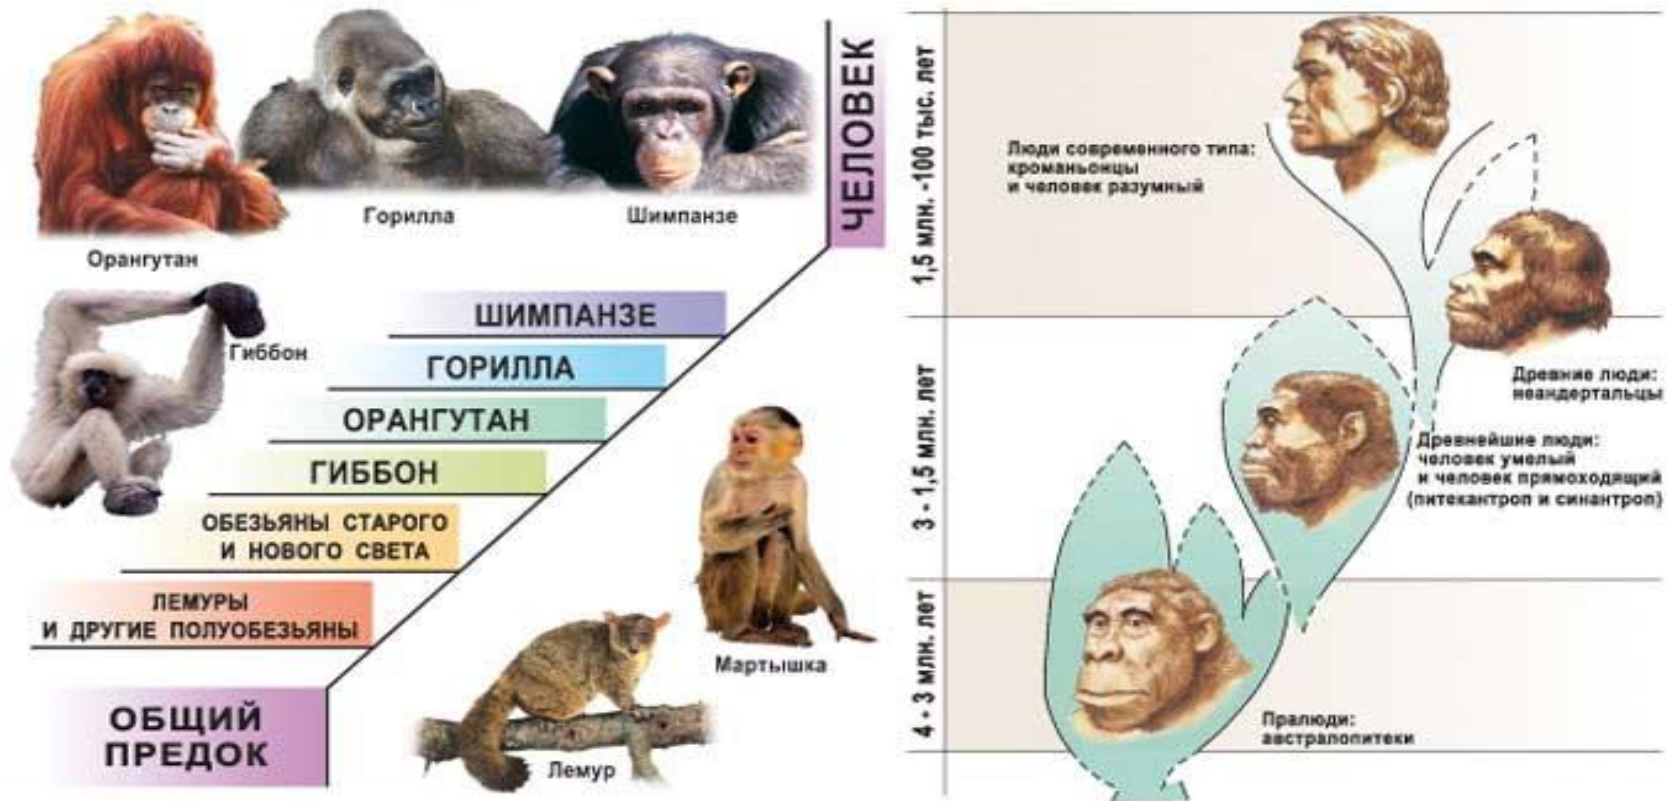 Орангутан
Горилла
Шимпанзе
Гиббон
ЧЕЛОВЕК
ШИМПАНЗЕ
ГОРИЛЛА
ОРАНГУТАН
ГИББОН
ОБЕЗЬЯНЫ СТАРОГО
И НОВОГО СВЕТА
ЛЕМУРЫ
И ДРУГИЕ ПОЛУОБЕЗЬЯНЫ
ОБЩИЙ
ПРЕДОК
Мартышка
Лемур
1,5 млн. -100 тыс. лет
Люди современного типа:
кроманьонцы
и человек разумный
Древние люди:
неандертальцы
3 - 1,5 млн. лет
Древнейшие люди:
человек умелый
и человек прямоходящий
(питекантроп и синантроп)
4 - 3 млн. лет
Пралюди:
австралопитеки